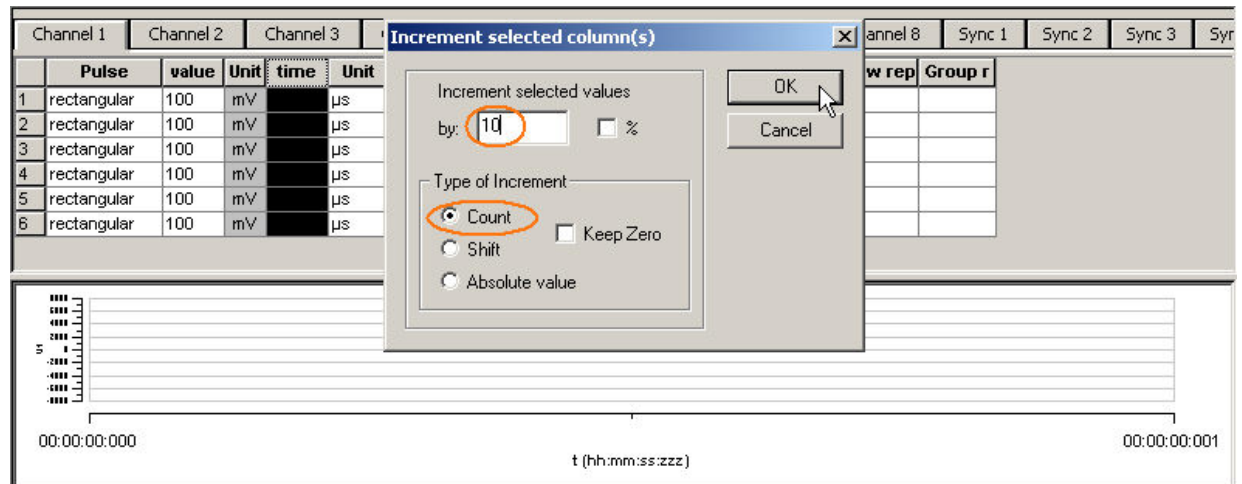 Channel 1 Channel 2 Channel 3 annel 8 Sync 1 Sync 2 Sync 3
Pulse value Unit time Unit w rep Group r
1 rectangular 100 mV µs
2 rectangular 100 mV µs
3 rectangular 100 mV µs
4 rectangular 100 mV µs
5 rectangular 100 mV µs
6 rectangular 100 mV µs
Increment selected column(s)
Increment selected values
by: 10 %
OK
Cancel
Type of Increment
Count
Keep Zero
Shift
Absolute value
00:00:00:000 00:00:00:001
t (hh:mm:ss:zzz)